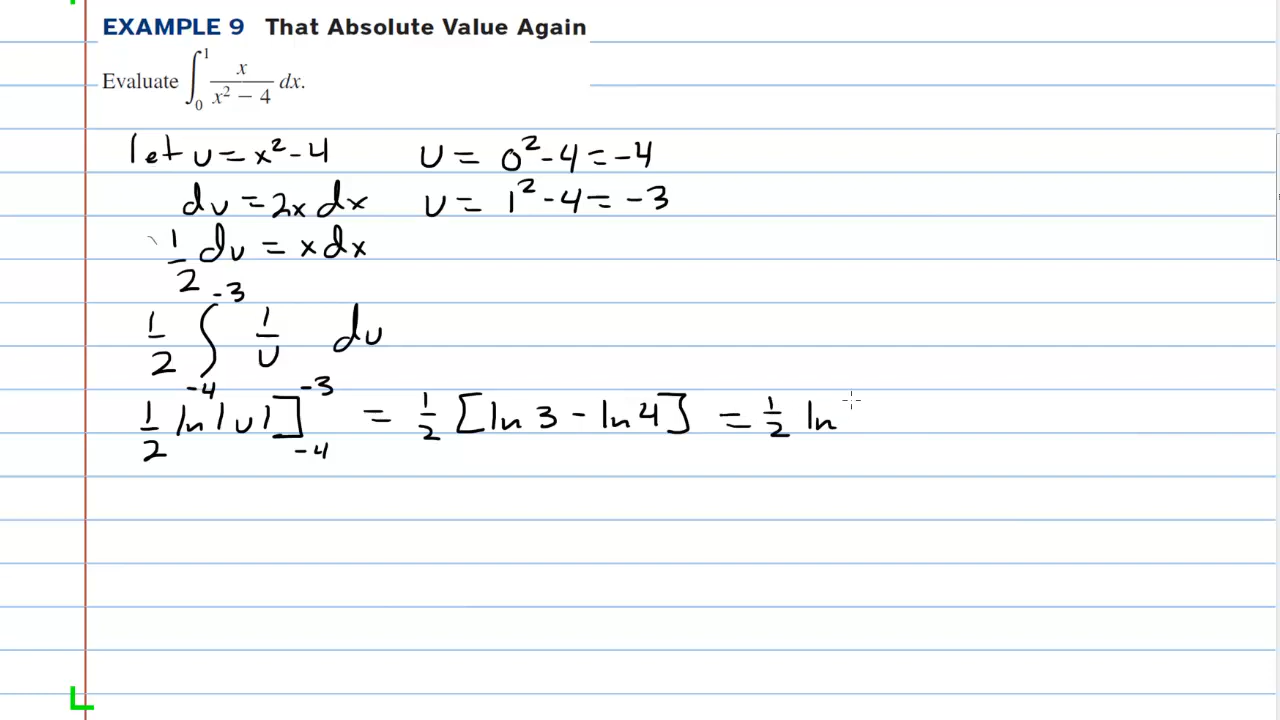 EXAMPLE 9 That Absolute Value Again
Evaluate ∫₀¹ x/(x² − 4) dx.
let u = x² - 4 u = 0² - 4 = -4
du = 2x dx u = 1² - 4 = -3
1/2 du = x dx
1/2 ∫₋₄⁻³ 1/u du
1/2 ln|u|]₋₄⁻³ = 1/2 [ln 3 - ln 4] = 1/2 ln